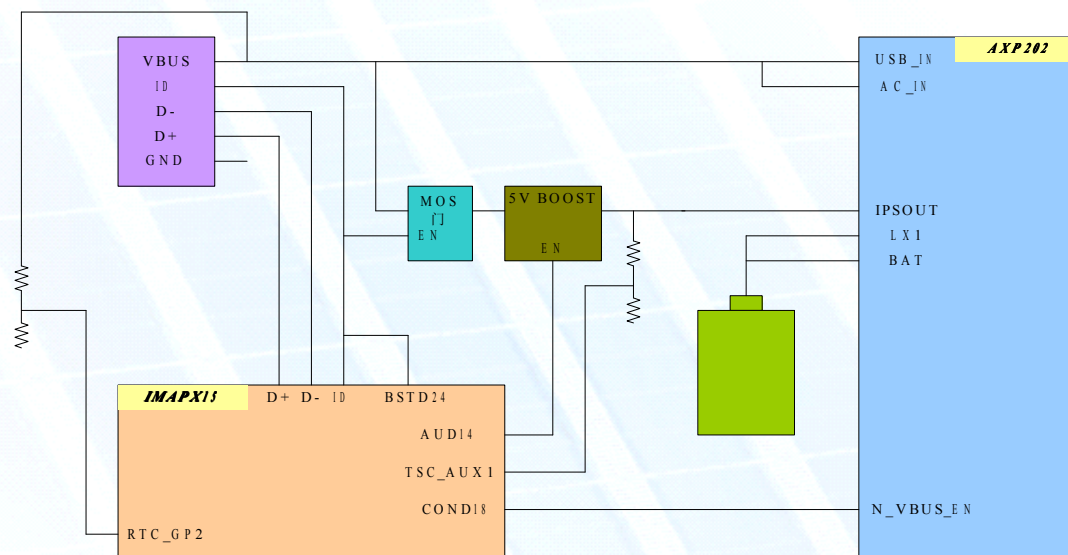 VBUS
ID
D-
D+
GND
AXP202
USB_IN
AC_IN
MOS
门
EN
5V BOOST
EN
IPSOUT
LX1
BAT
IMAPX15
D+ D- ID BSTD24
AUD14
TSC_AUX1
COND18
N_VBUS_EN
RTC_GP2